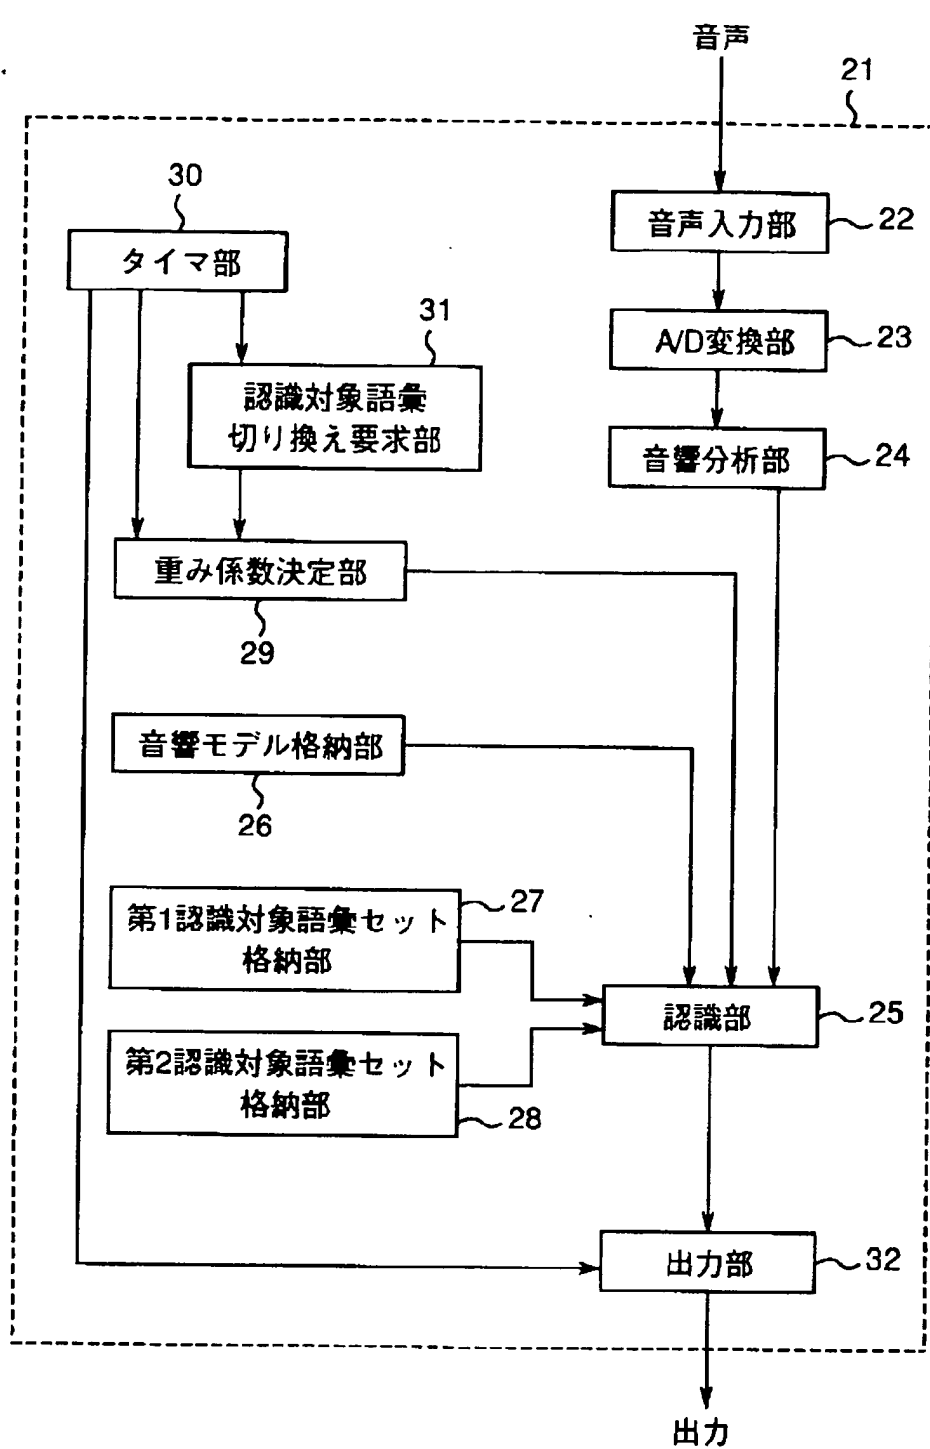 音声
21
30
タイマ部
音声入力部
22
31
A/D変換部
23
認識対象語彙
切り換え要求部
音響分析部
24
重み係数決定部
29
音響モデル格納部
26
第1認識対象語彙セット
格納部
27
認識部
25
第2認識対象語彙セット
格納部
28
出力部
32
出力